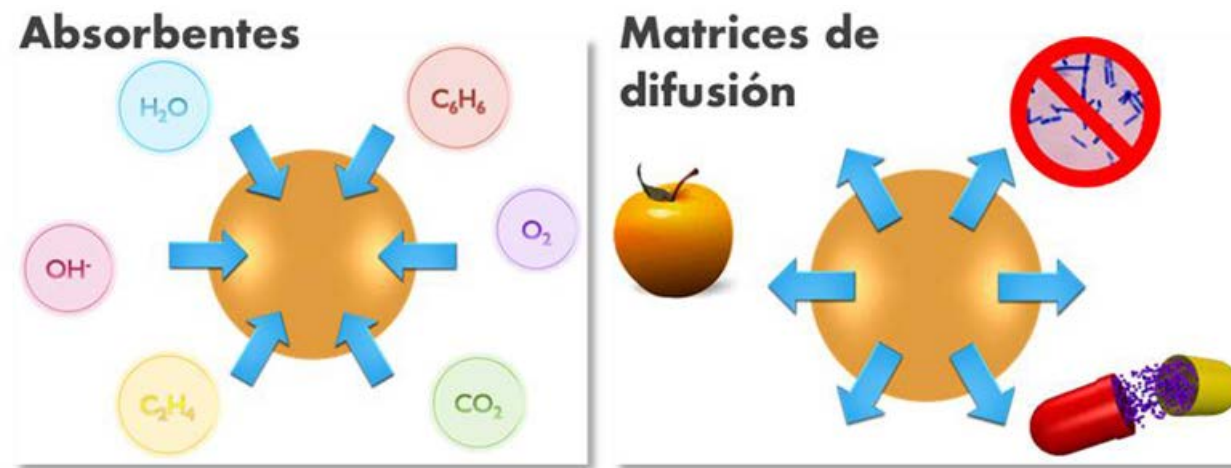 Absorbentes
H₂O
C₆H₆
OH⁻
O₂
C₂H₄
CO₂
Matrices de
difusión